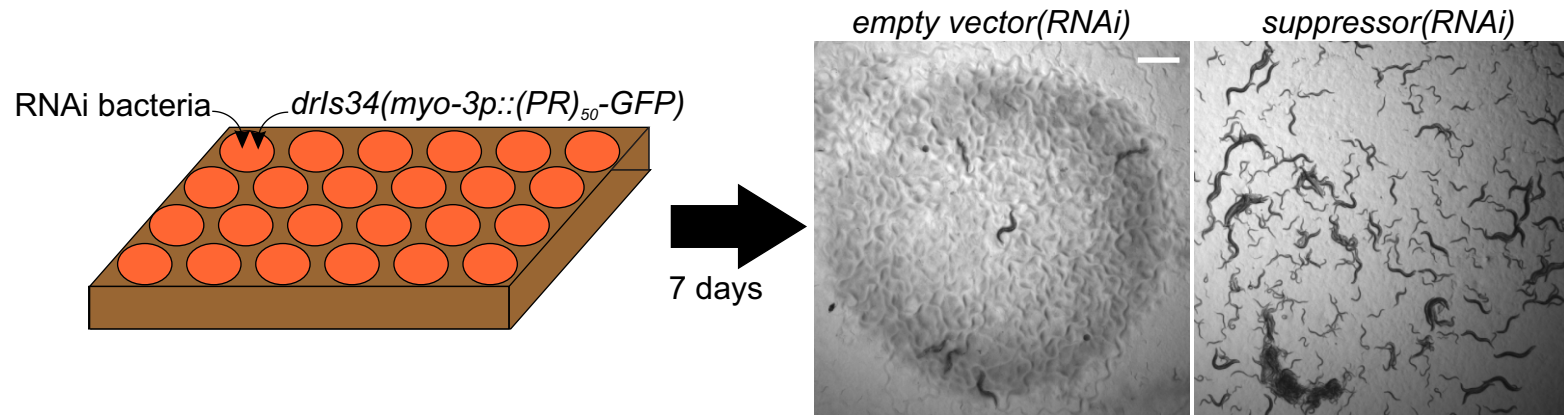 empty vector(RNAi)
suppressor(RNAi)
RNAi bacteria
drIs34(myo-3p::(PR)50-GFP)
7 days